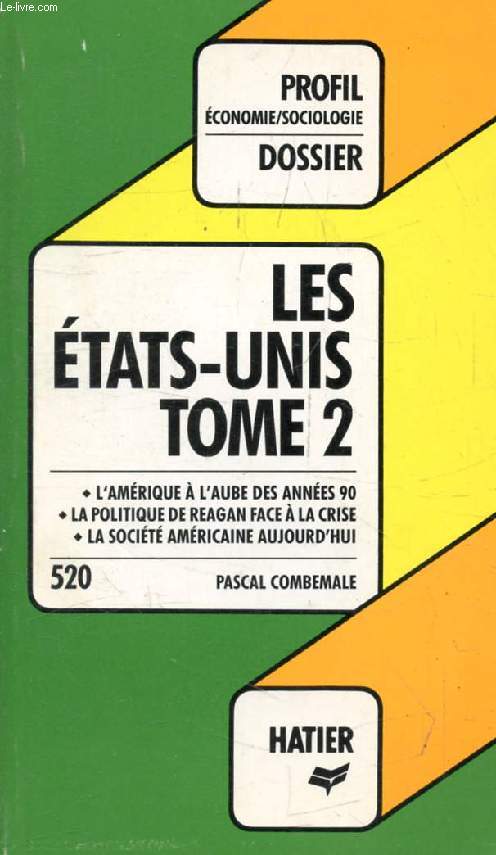 Le-livre.com
PROFIL
ÉCONOMIE/SOCIOLOGIE
DOSSIER
LES
ÉTATS-UNIS
TOME 2
◆ L'AMÉRIQUE À L'AUBE DES ANNÉES 90
◆ LA POLITIQUE DE REAGAN FACE À LA CRISE
◆ LA SOCIÉTÉ AMÉRICAINE AUJOURD'HUI
520 PASCAL COMBEMALE
HATIER